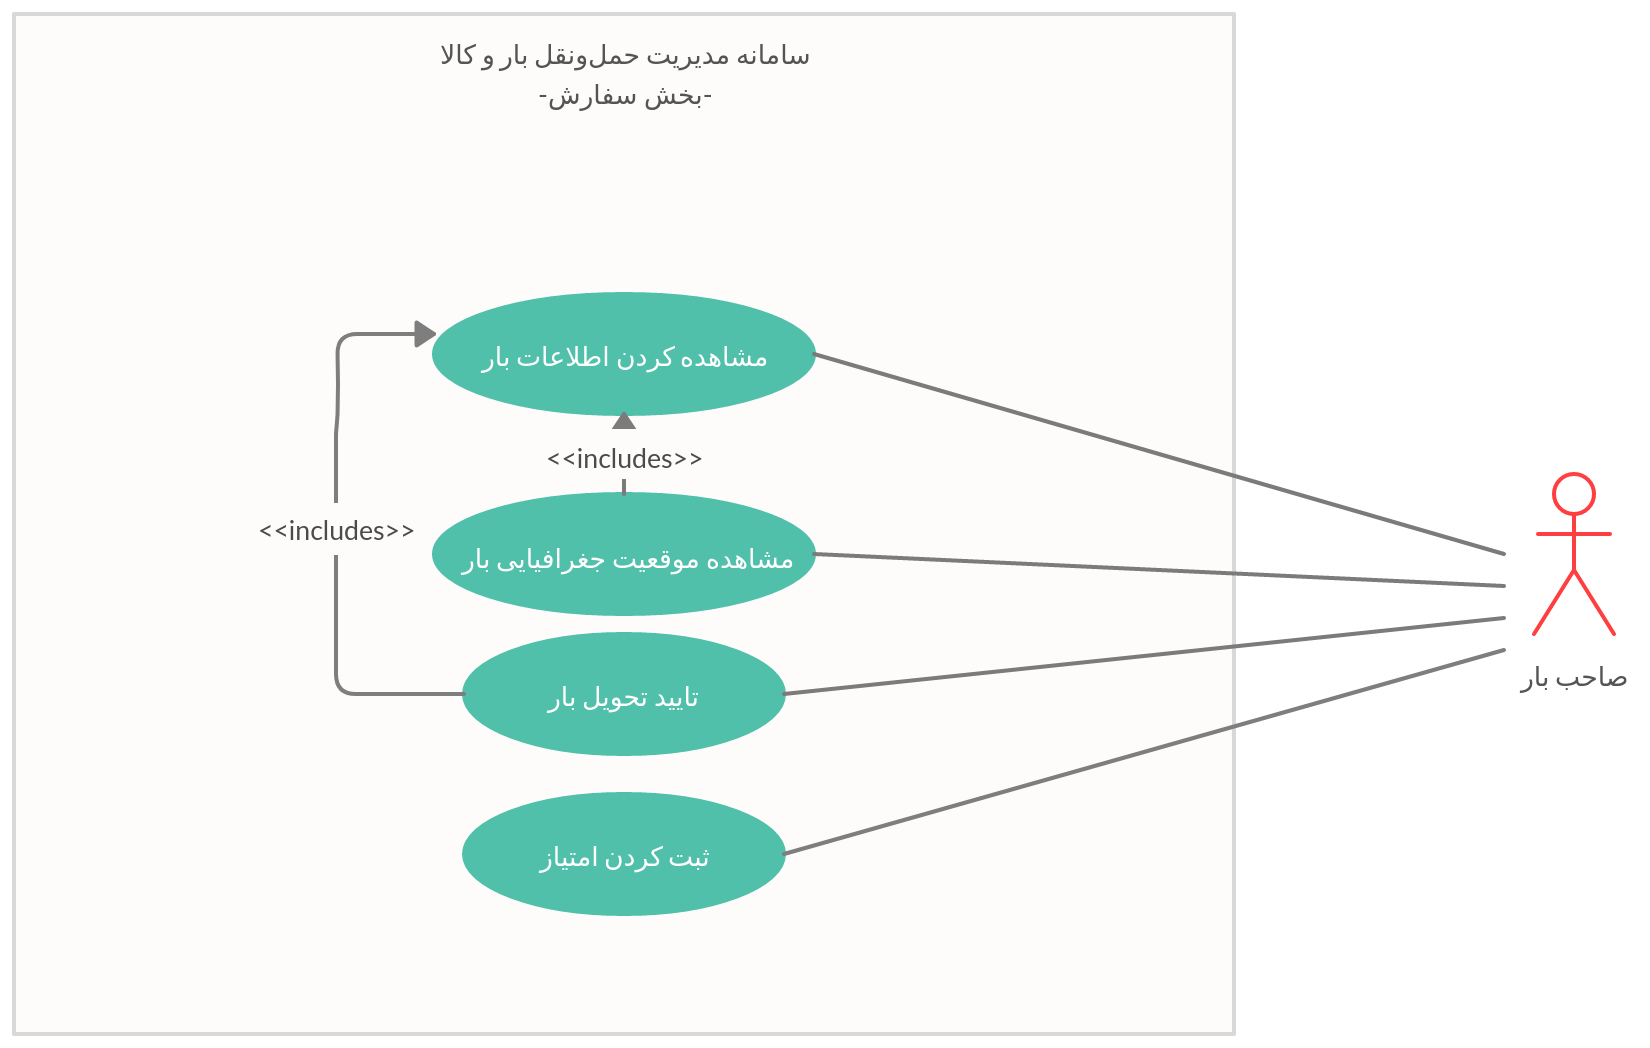 سامانه مدیریت حمل‌ونقل بار و کالا
-بخش سفارش-
مشاهده کردن اطلاعات بار
<<includes>>
<<includes>>
مشاهده موقعیت جغرافیایی بار
تایید تحویل بار
ثبت کردن امتیاز
صاحب بار